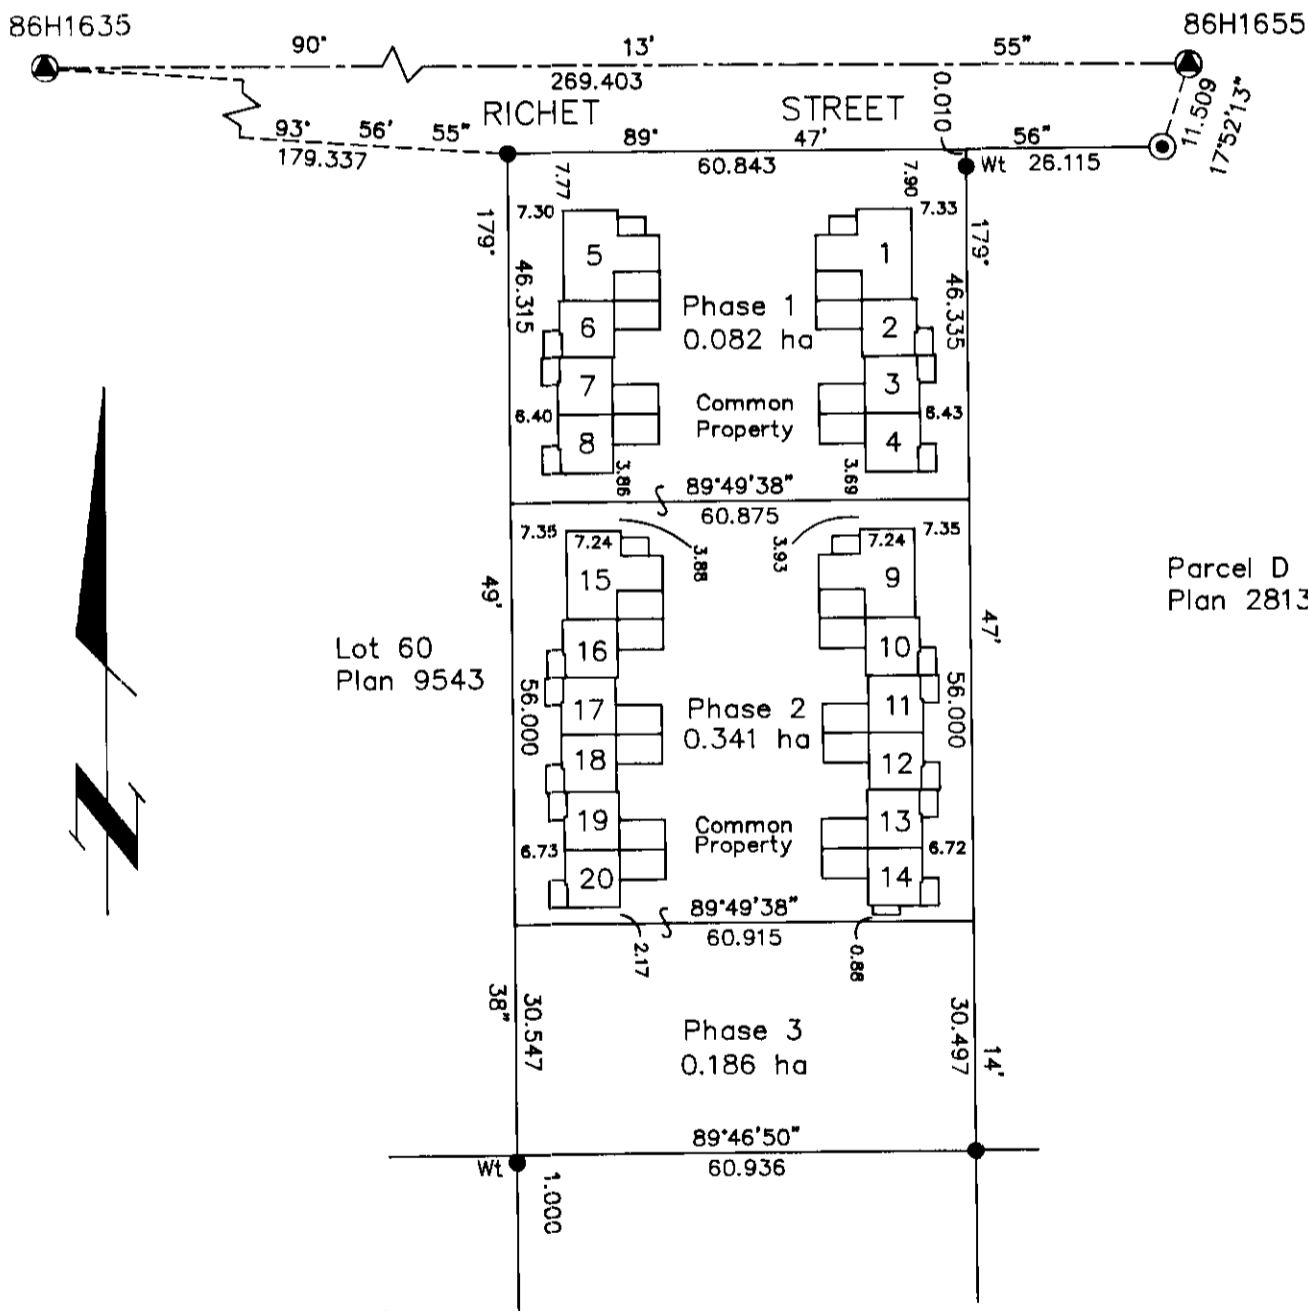 86H1635
86H1655
90° 13' 55"
269.403
RICHET STREET
0.010
11.509
17°52'13"
93° 56' 55"
179.337
89° 47' 56"
60.843
Wt 26.115
7.77
7.90
7.30
7.33
179°
179°
5
1
46.315
46.335
Phase 1
0.082 ha
6
2
7
3
Common
Property
6.40
6.43
8
4
3.86
3.69
89°49'38"
60.875
7.35
7.24
3.88
3.93
7.24
7.35
15
9
Parcel D
Plan 2813
49'
47'
Lot 60
Plan 9543
16
10
56.000
56.000
17
11
Phase 2
0.341 ha
18
12
19
13
Common
Property
6.73
6.72
20
14
89°49'38"
60.915
2.17
0.88
38"
30.547
30.497
14'
Phase 3
0.186 ha
89°46'50"
60.936
Wt
1.000
N